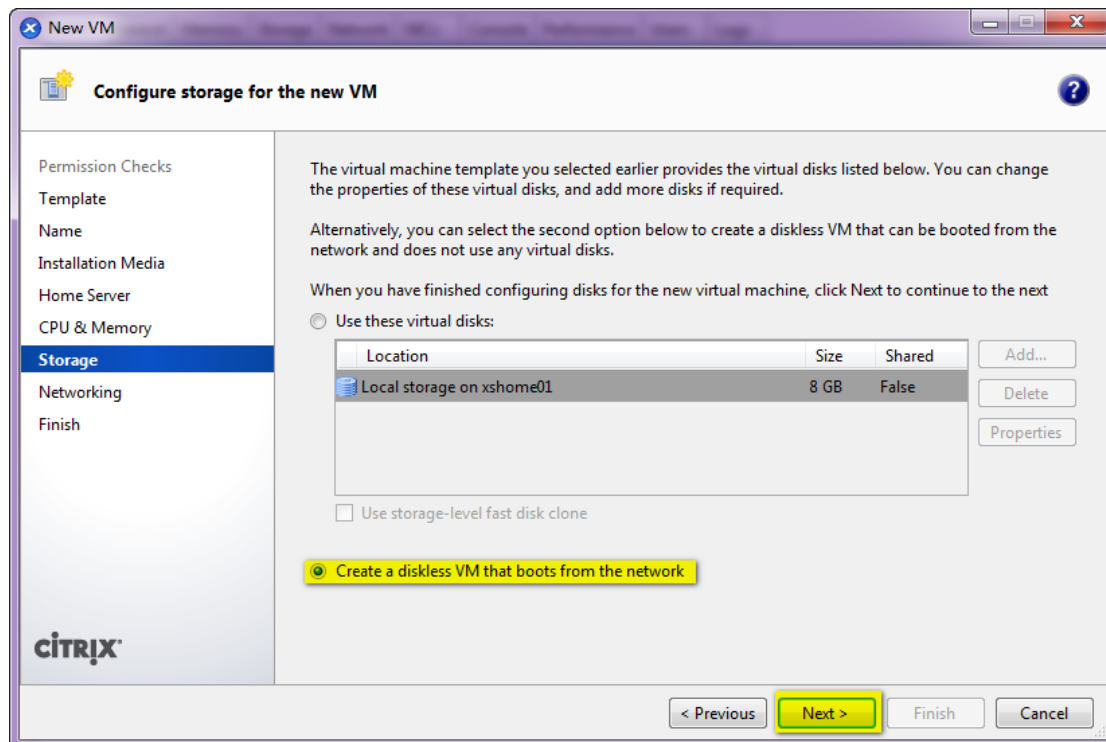 New VM
Configure storage for the new VM
?
Permission Checks
Template
Name
Installation Media
Home Server
CPU & Memory
Storage
Networking
Finish
The virtual machine template you selected earlier provides the virtual disks listed below. You can change
the properties of these virtual disks, and add more disks if required.
Alternatively, you can select the second option below to create a diskless VM that can be booted from the
network and does not use any virtual disks.
When you have finished configuring disks for the new virtual machine, click Next to continue to the next
Use these virtual disks:
Location Size Shared
Local storage on xshome01 8 GB False
Add...
Delete
Properties
Use storage-level fast disk clone
Create a diskless VM that boots from the network
CITRIX
< Previous Next > Finish Cancel